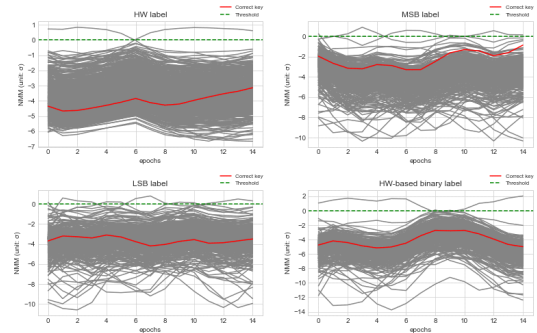 HW label
Correct key
Threshold
NMM (unit: σ)
1
0
−1
−2
−3
−4
−5
−6
−7
0 2 4 6 8 10 12 14
epochs
MSB label
Correct key
Threshold
NMM (unit: σ)
2
0
−2
−4
−6
−8
−10
0 2 4 6 8 10 12 14
epochs
LSB label
Correct key
Threshold
NMM (unit: σ)
0
−2
−4
−6
−8
−10
0 2 4 6 8 10 12 14
epochs
HW-based binary label
Correct key
Threshold
NMM (unit: σ)
2
0
−2
−4
−6
−8
−10
−12
−14
0 2 4 6 8 10 12 14
epochs